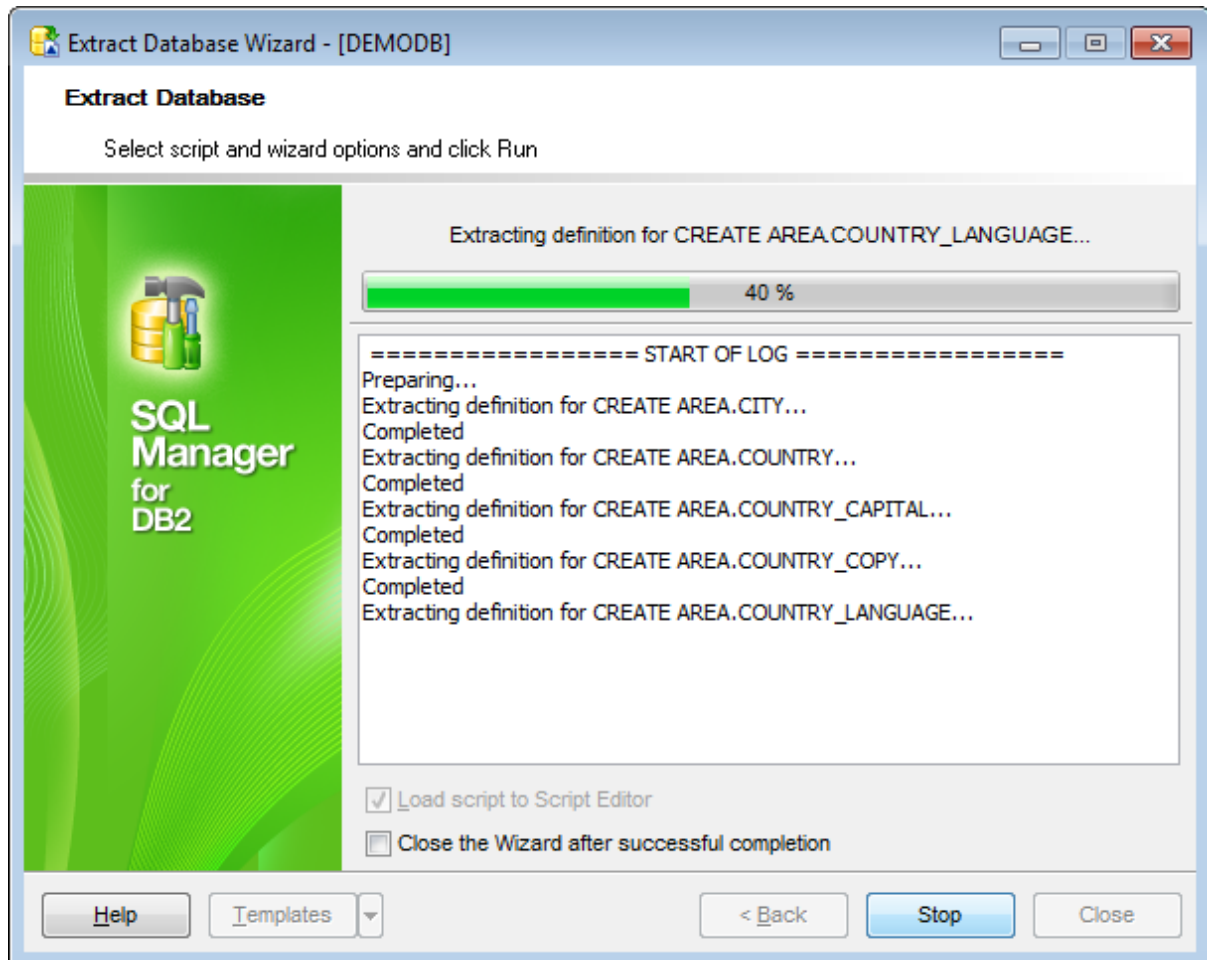 Extract Database Wizard - [DEMODB]
Extract Database
Select script and wizard options and click Run
Extracting definition for CREATE AREA.COUNTRY_LANGUAGE...
40 %
================= START OF LOG =================
Preparing...
Extracting definition for CREATE AREA.CITY...
Completed
Extracting definition for CREATE AREA.COUNTRY...
Completed
Extracting definition for CREATE AREA.COUNTRY_CAPITAL...
Completed
Extracting definition for CREATE AREA.COUNTRY_COPY...
Completed
Extracting definition for CREATE AREA.COUNTRY_LANGUAGE...
SQL
Manager
for
DB2
Load script to Script Editor
Close the Wizard after successful completion
Help
Templates
< Back
Stop
Close